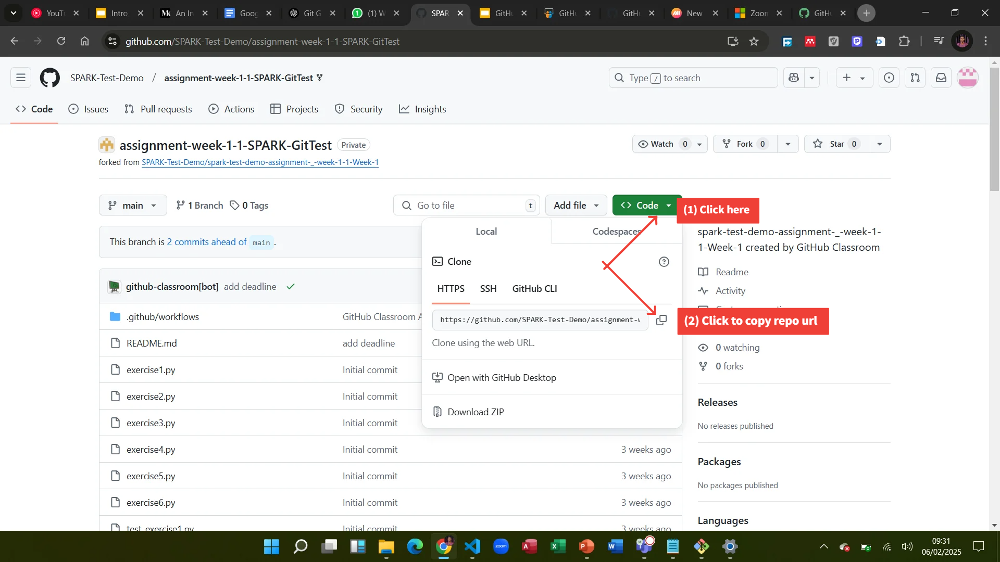 YouTu
Intro_
An In
Goog
Git G
(1) W
SPAR
GitHu
GitHu
GitHu
New
Zoon
GitHu
github.com/SPARK-Test-Demo/assignment-week-1-1-SPARK-GitTest
SPARK-Test-Demo / assignment-week-1-1-SPARK-GitTest
Type / to search
Code
Issues
Pull requests
Actions
Projects
Security
Insights
assignment-week-1-1-SPARK-GitTest Private
Watch 0
Fork 0
Star 0
forked from SPARK-Test-Demo/spark-test-demo-assignment-_-week-1-1-Week-1
main
1 Branch
0 Tags
Go to file t
Add file
Code
(1) Click here
Local
Codespaces
spark-test-demo-assignment-_-week-1-
1-Week-1 created by GitHub Classroom
This branch is 2 commits ahead of main .
Clone
Readme
HTTPS
SSH
GitHub CLI
github-classroom[bot] add deadline
Activity
.github/workflows GitHub Classroom A
https://github.com/SPARK-Test-Demo/assignment-w
(2) Click to copy repo url
README.md add deadline
Clone using the web URL.
0 watching
0 forks
exercise1.py Initial commit
Open with GitHub Desktop
exercise2.py Initial commit
Releases
Download ZIP
exercise3.py Initial commit
No releases published
exercise4.py Initial commit 3 weeks ago
Packages
exercise5.py Initial commit 3 weeks ago
No packages published
exercise6.py Initial commit 3 weeks ago
Languages
test_exercise1.py Initial commit 3 weeks ago
zoom
09:31
06/02/2025